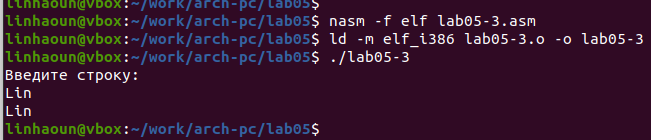 linhaoun@vbox:~/work/arch-pc/lab05$ nasm -f elf lab05-3.asm
linhaoun@vbox:~/work/arch-pc/lab05$ ld -m elf_i386 lab05-3.o -o lab05-3
linhaoun@vbox:~/work/arch-pc/lab05$ ./lab05-3
Введите строку:
Lin
Lin
linhaoun@vbox:~/work/arch-pc/lab05$